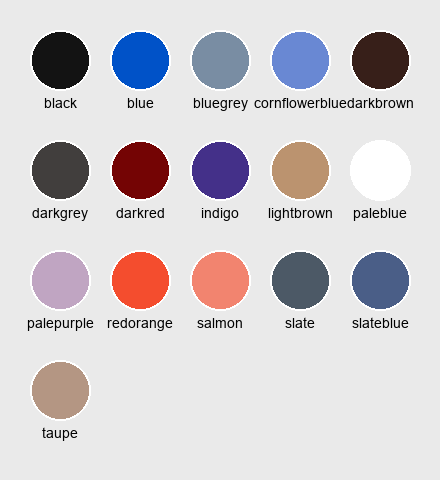 black blue bluegrey cornflowerblue darkbrown
darkgrey darkred indigo lightbrown paleblue
palepurple redorange salmon slate slateblue
taupe